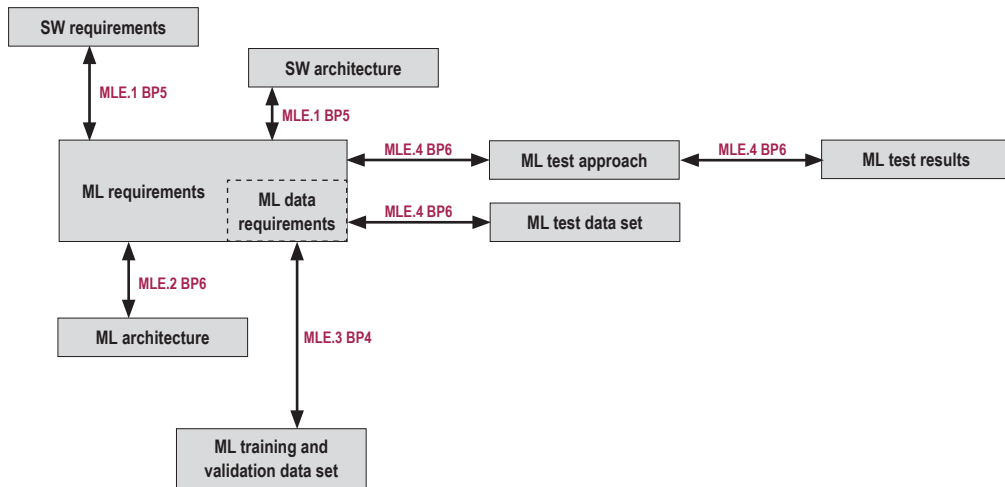 SW requirements
SW architecture
MLE.1 BP5
MLE.1 BP5
MLE.4 BP6
ML test approach
MLE.4 BP6
ML test results
ML requirements
ML data
requirements
MLE.4 BP6
ML test data set
MLE.2 BP6
ML architecture
MLE.3 BP4
ML training and
validation data set